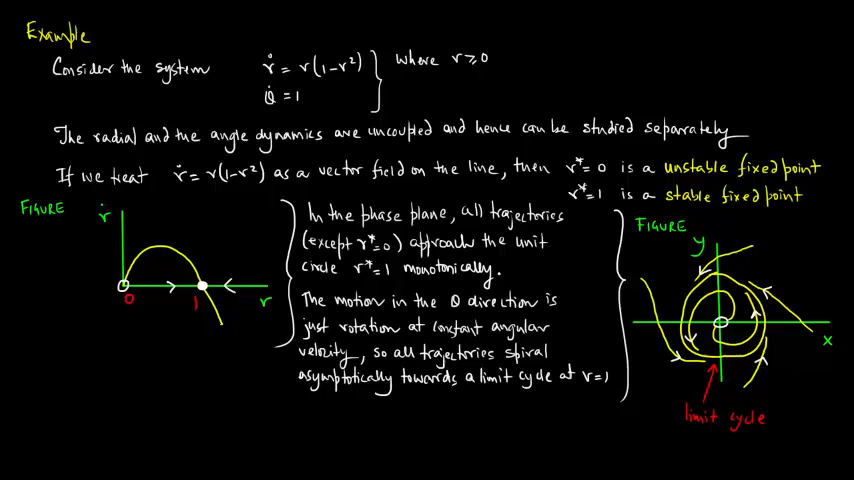 Example
Consider the system ṙ = r(1-r²) } where r ≥ 0
θ̇ = 1
The radial and the angle dynamics are uncoupled and hence can be studied separately
If we treat ṙ = r(1-r²) as a vector field on the line, then r*=0 is a unstable fixed point
r*=1 is a stable fixed point
FIGURE
ṙ
0
1
r
In the phase plane, all trajectories
(except r*=0) approach the unit
circle r*=1 monotonically.
The motion in the θ direction is
just rotation at constant angular
velocity, so all trajectories spiral
asymptotically towards a limit cycle at r=1
FIGURE
y
x
limit cycle